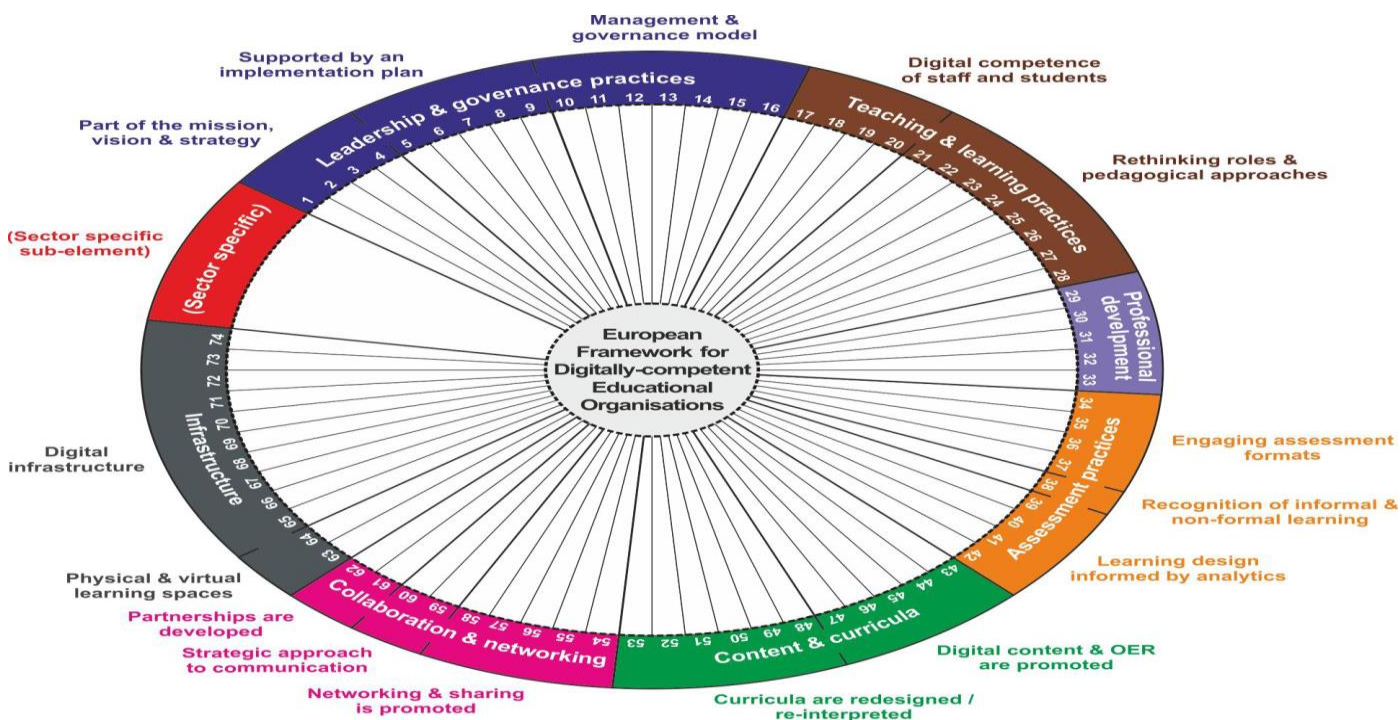 Management &
governance model
Supported by an
implementation plan
Part of the mission,
vision & strategy
(Sector specific
sub-element)
Digital competence
of staff and students
Rethinking roles &
pedagogical approaches
Engaging assessment
formats
Recognition of informal &
non-formal learning
Learning design
informed by analytics
Digital content & OER
are promoted
Curricula are redesigned /
re-interpreted
Networking & sharing
is promoted
Strategic approach
to communication
Partnerships are
developed
Physical & virtual
learning spaces
Digital
infrastructure
Leadership & governance practices
1 2 3 4 5 6 7 8 9 10 11 12 13 14 15 16
Teaching & learning practices
17 18 19 20 21 22 23 24 25 26 27 28
Professional
develpment
29 30 31 32 33
Assessment practices
34 35 36 37 38 39 40 41 42
Content & curricula
43 44 45 46 47 48 49 50 51 52 53
Collaboration & networking
54 55 56 57 58 59 60 61 62
Infrastructure
63 64 65 66 67 68 69 70 71 72 73 74
(Sector specific)
European
Framework for
Digitally-competent
Educational
Organisations